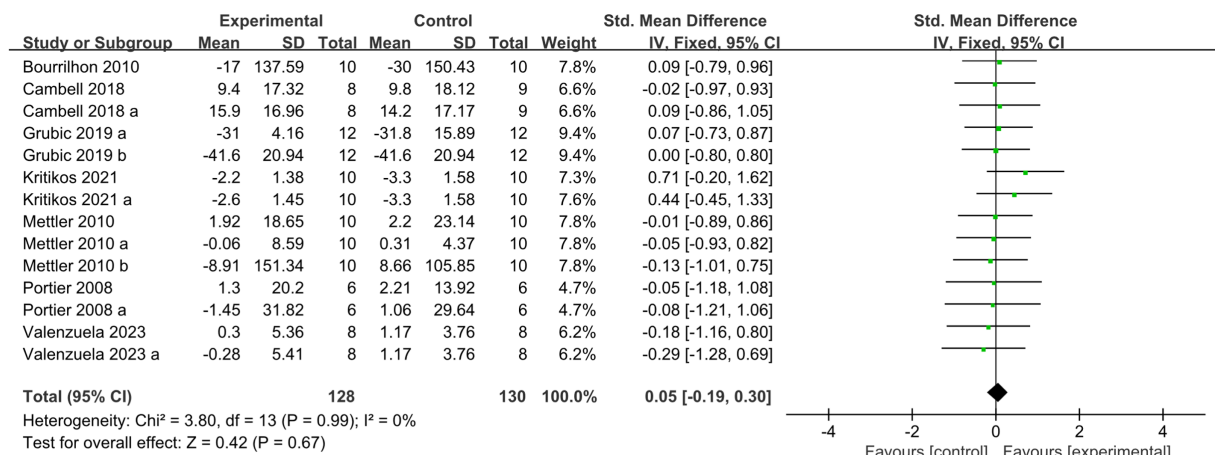 Experimental Control Std. Mean Difference Std. Mean Difference
Study or Subgroup Mean SD Total Mean SD Total Weight IV, Fixed, 95% CI IV, Fixed, 95% CI
Bourrilhon 2010 -17 137.59 10 -30 150.43 10 7.8% 0.09 [-0.79, 0.96]
Cambell 2018 9.4 17.32 8 9.8 18.12 9 6.6% -0.02 [-0.97, 0.93]
Cambell 2018 a 15.9 16.96 8 14.2 17.17 9 6.6% 0.09 [-0.86, 1.05]
Grubic 2019 a -31 4.16 12 -31.8 15.89 12 9.4% 0.07 [-0.73, 0.87]
Grubic 2019 b -41.6 20.94 12 -41.6 20.94 12 9.4% 0.00 [-0.80, 0.80]
Kritikos 2021 -2.2 1.38 10 -3.3 1.58 10 7.3% 0.71 [-0.20, 1.62]
Kritikos 2021 a -2.6 1.45 10 -3.3 1.58 10 7.6% 0.44 [-0.45, 1.33]
Mettler 2010 1.92 18.65 10 2.2 23.14 10 7.8% -0.01 [-0.89, 0.86]
Mettler 2010 a -0.06 8.59 10 0.31 4.37 10 7.8% -0.05 [-0.93, 0.82]
Mettler 2010 b -8.91 151.34 10 8.66 105.85 10 7.8% -0.13 [-1.01, 0.75]
Portier 2008 1.3 20.2 6 2.21 13.92 6 4.7% -0.05 [-1.18, 1.08]
Portier 2008 a -1.45 31.82 6 1.06 29.64 6 4.7% -0.08 [-1.21, 1.06]
Valenzuela 2023 0.3 5.36 8 1.17 3.76 8 6.2% -0.18 [-1.16, 0.80]
Valenzuela 2023 a -0.28 5.41 8 1.17 3.76 8 6.2% -0.29 [-1.28, 0.69]
Total (95% CI) 128 130 100.0% 0.05 [-0.19, 0.30]
Heterogeneity: Chi² = 3.80, df = 13 (P = 0.99); I² = 0%
Test for overall effect: Z = 0.42 (P = 0.67)
-4 -2 0 2 4
Favours [control] Favours [experimental]